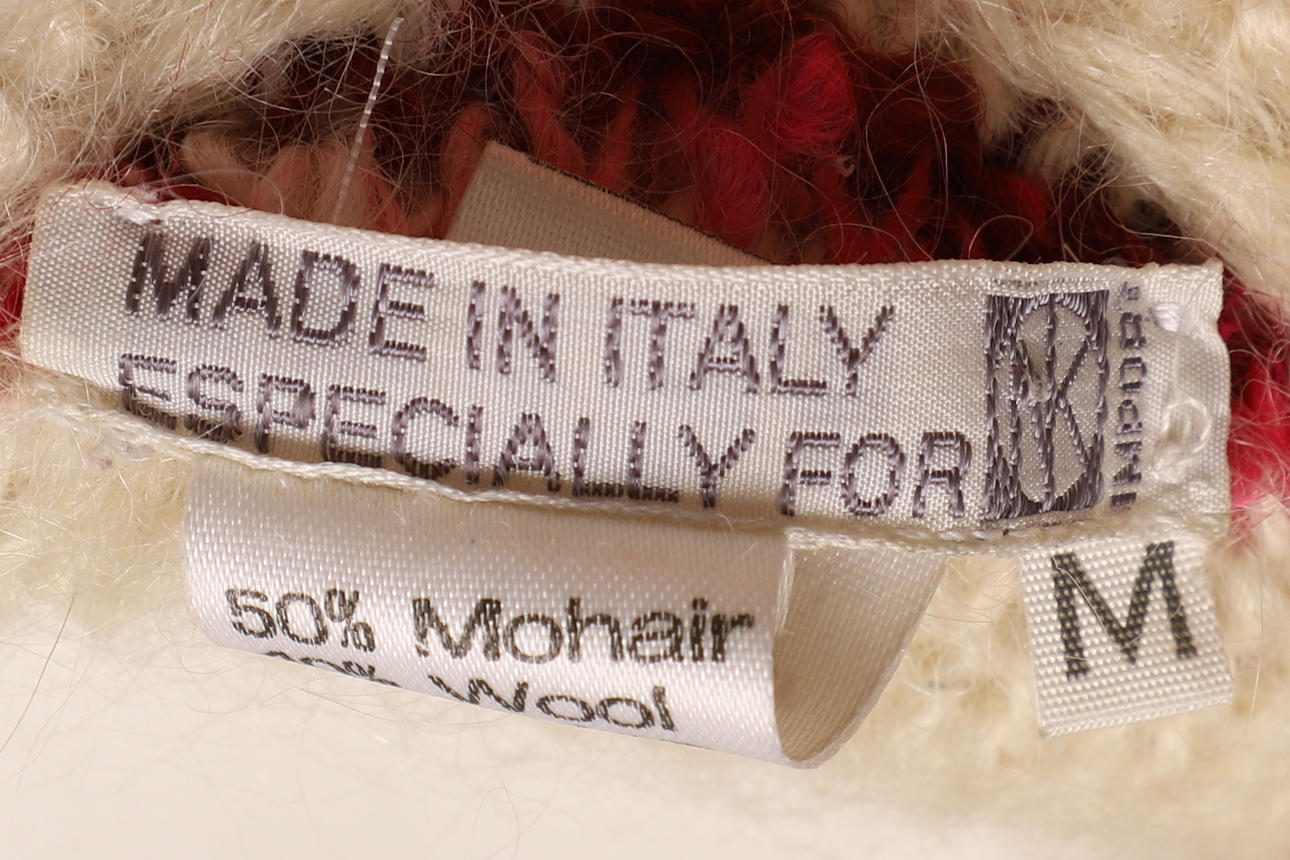 MADE IN ITALY
ESPECIALLY FOR
50% Mohair
Wool
M